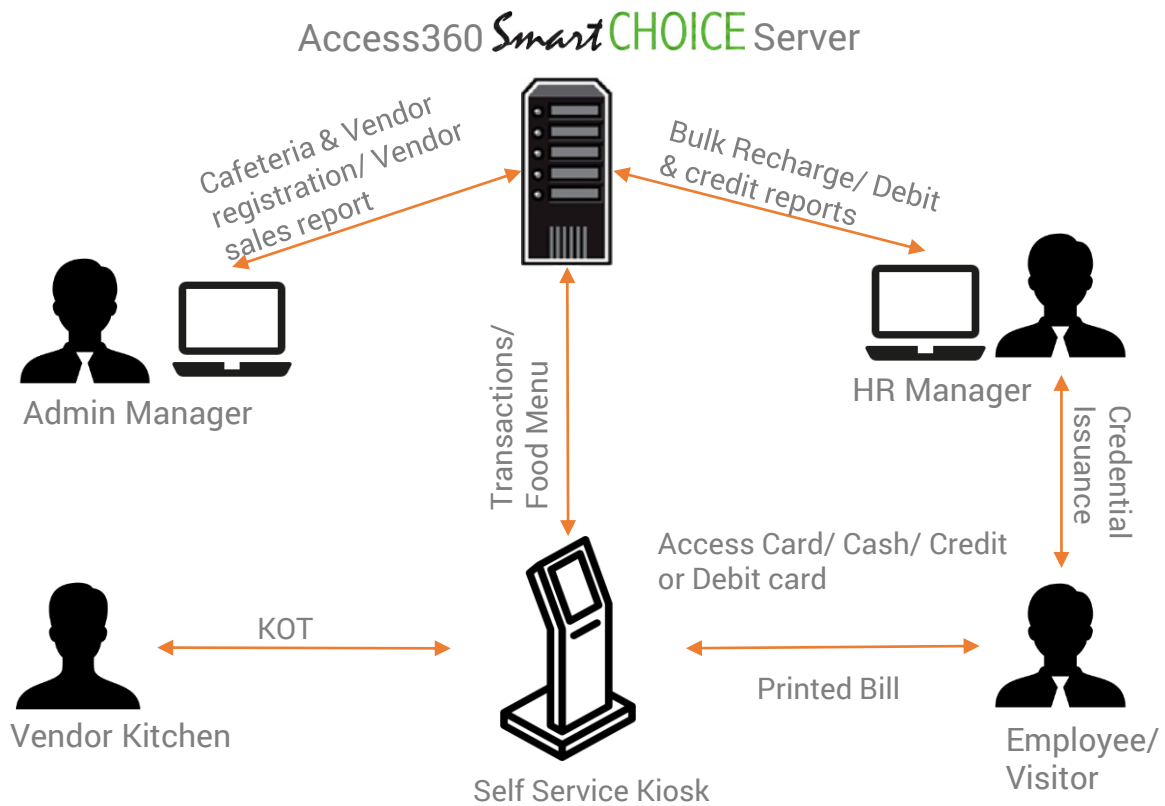 Access360 Smart CHOICE Server
Cafeteria & Vendor
registration/ Vendor
sales report
Bulk Recharge/ Debit
& credit reports
Admin Manager
HR Manager
Transactions/
Food Menu
Credential
Issuance
Access Card/ Cash/ Credit
or Debit card
KOT
Printed Bill
Vendor Kitchen
Self Service Kiosk
Employee/
Visitor